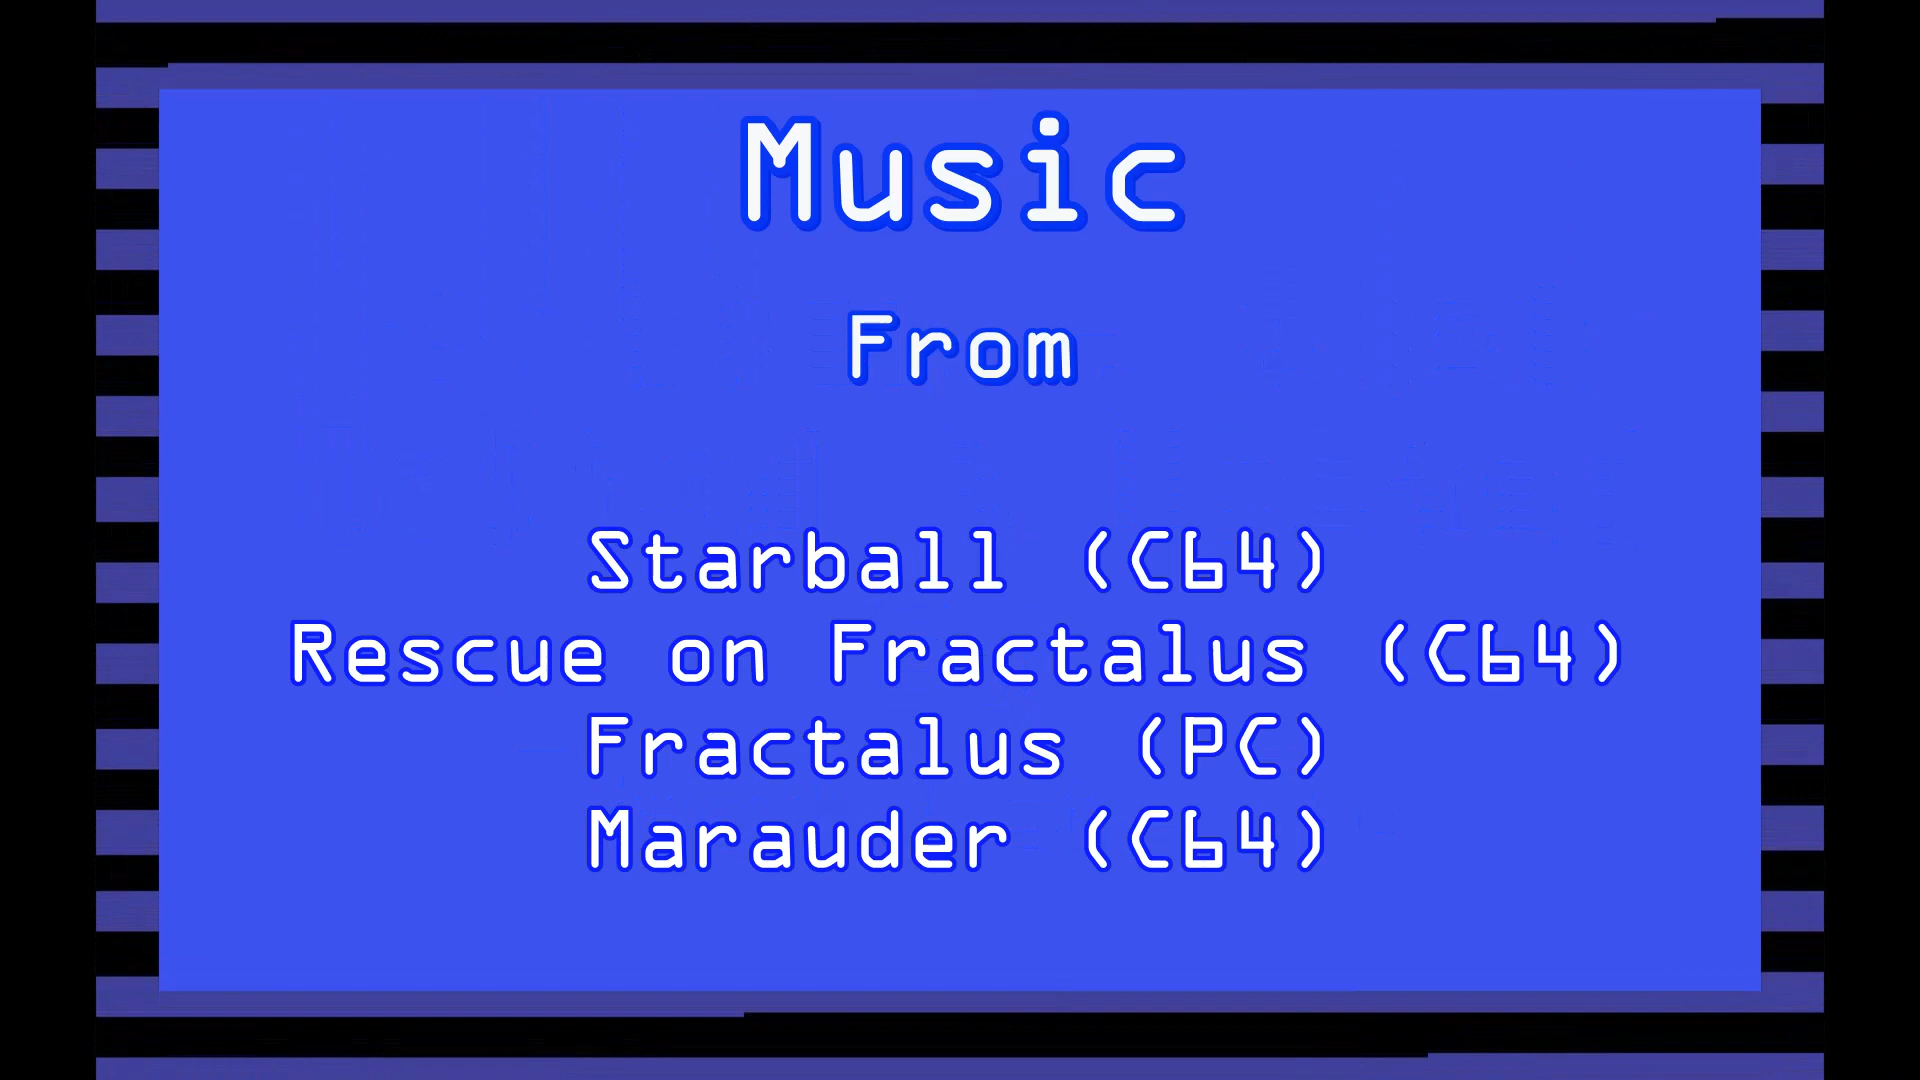 Music
From
Starball (C64)
Rescue on Fractalus (C64)
Fractalus (PC)
Marauder (C64)